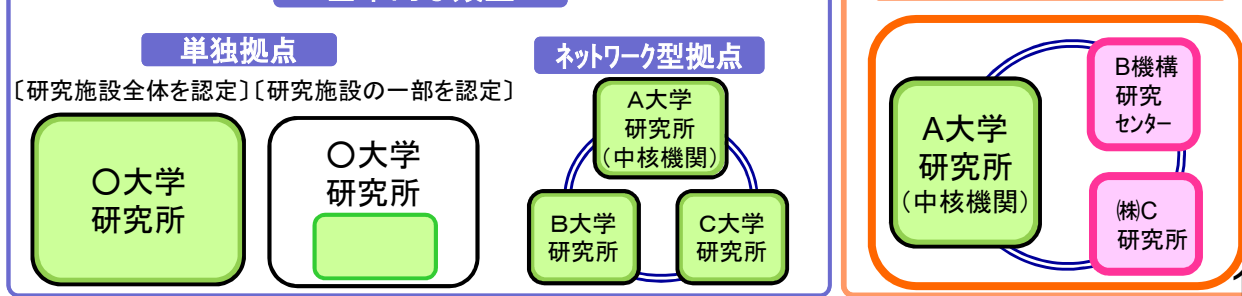 単独拠点
〔研究施設全体を認定〕〔研究施設の一部を認定〕
〇大学
研究所
〇大学
研究所
ネットワーク型拠点
A大学
研究所
(中核機関)
B大学
研究所
C大学
研究所
A大学
研究所
(中核機関)
B機構
研究
センター
㈱C
研究所